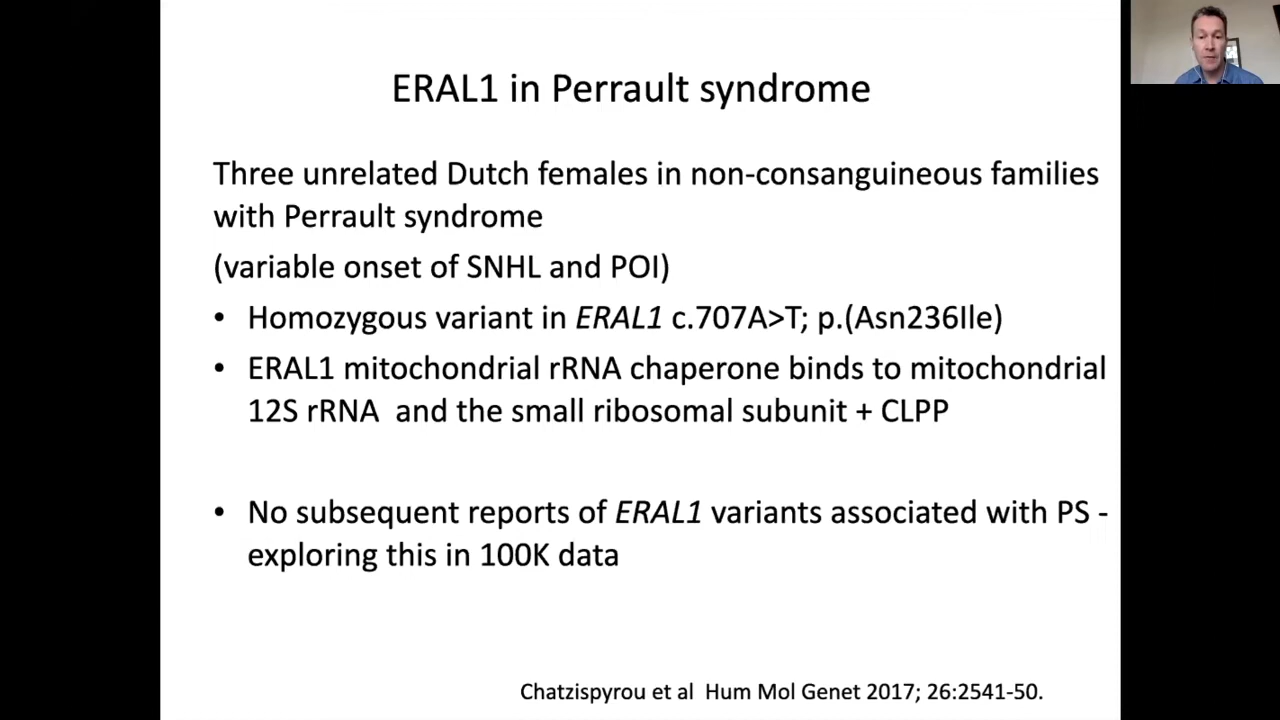 ERAL1 in Perrault syndrome
Three unrelated Dutch females in non-consanguineous families
with Perrault syndrome
(variable onset of SNHL and POI)
• Homozygous variant in ERAL1 c.707A>T; p.(Asn236Ile)
• ERAL1 mitochondrial rRNA chaperone binds to mitochondrial
12S rRNA and the small ribosomal subunit + CLPP
• No subsequent reports of ERAL1 variants associated with PS -
exploring this in 100K data
Chatzispyrou et al Hum Mol Genet 2017; 26:2541-50.